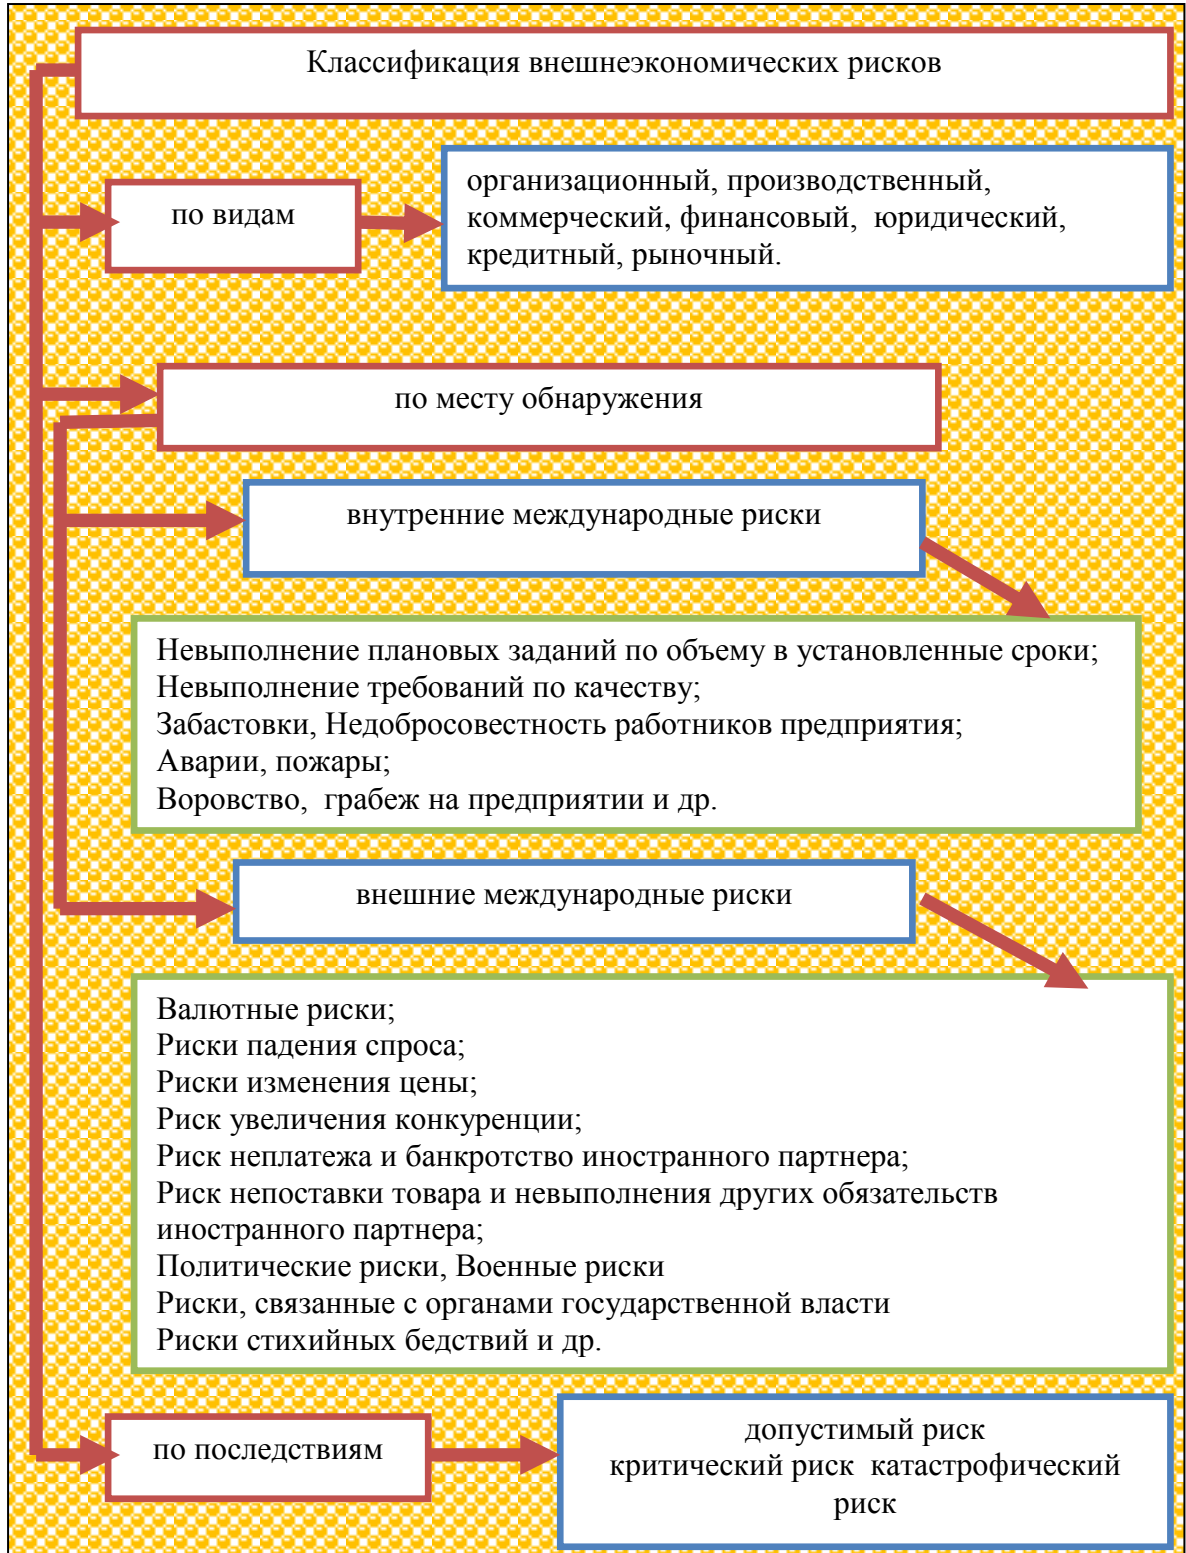 Классификация внешнеэкономических рисков
по видам
организационный, производственный,
коммерческий, финансовый,  юридический,
кредитный, рыночный.
по месту обнаружения
внутренние международные риски
Невыполнение плановых заданий по объему в установленные сроки;
Невыполнение требований по качеству;
Забастовки, Недобросовестность работников предприятия;
Аварии, пожары;
Воровство,  грабеж на предприятии и др.
внешние международные риски
Валютные риски;
Риски падения спроса;
Риски изменения цены;
Риск увеличения конкуренции;
Риск неплатежа и банкротство иностранного партнера;
Риск непоставки товара и невыполнения других обязательств
иностранного партнера;
Политические риски, Военные риски
Риски, связанные с органами государственной власти
Риски стихийных бедствий и др.
по последствиям
допустимый риск
критический риск  катастрофический
риск